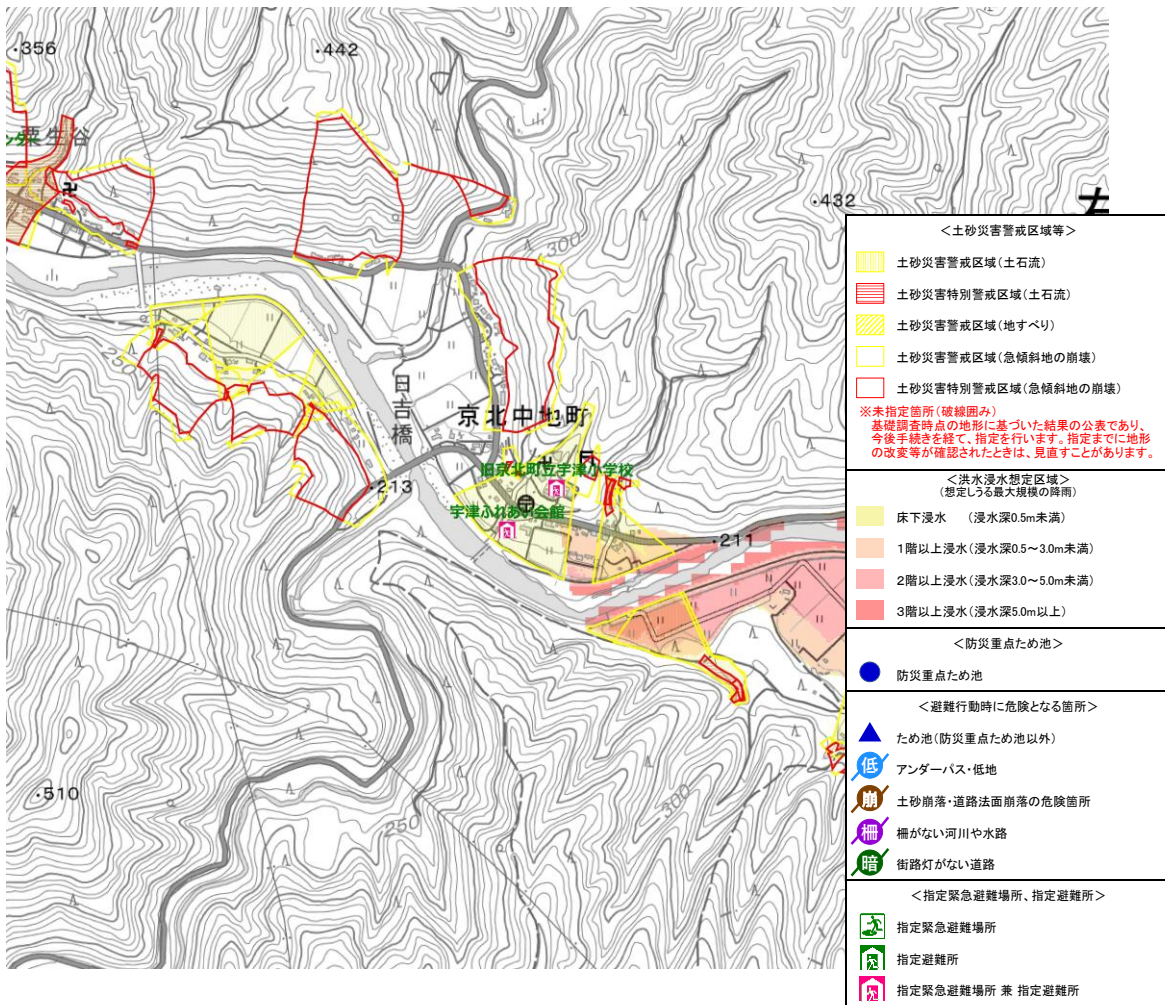 ・356
・442
ンター
粟生谷
・432
右
300
250
日吉橋
京北中地町
旧京北町立宇津小学校
・213
宇津ふれあい会館
・211
・510
250
300
＜土砂災害警戒区域等＞
土砂災害警戒区域（土石流）
土砂災害特別警戒区域（土石流）
土砂災害警戒区域（地すべり）
土砂災害警戒区域（急傾斜地の崩壊）
土砂災害特別警戒区域（急傾斜地の崩壊）
※未指定箇所（破線囲み）
基礎調査時点の地形に基づいた結果の公表であり、
今後手続きを経て、指定を行います。指定までに地形
の改変等が確認されたときは、見直すことがあります。
＜洪水浸水想定区域＞
（想定しうる最大規模の降雨）
床下浸水　（浸水深0.5m未満）
1階以上浸水（浸水深0.5～3.0m未満）
2階以上浸水（浸水深3.0～5.0m未満）
3階以上浸水（浸水深5.0m以上）
＜防災重点ため池＞
防災重点ため池
＜避難行動時に危険となる箇所＞
ため池（防災重点ため池以外）
低 アンダーパス・低地
崩 土砂崩落・道路法面崩落の危険箇所
柵 柵がない河川や水路
暗 街路灯がない道路
＜指定緊急避難場所、指定避難所＞
指定緊急避難場所
指定避難所
指定緊急避難場所 兼 指定避難所